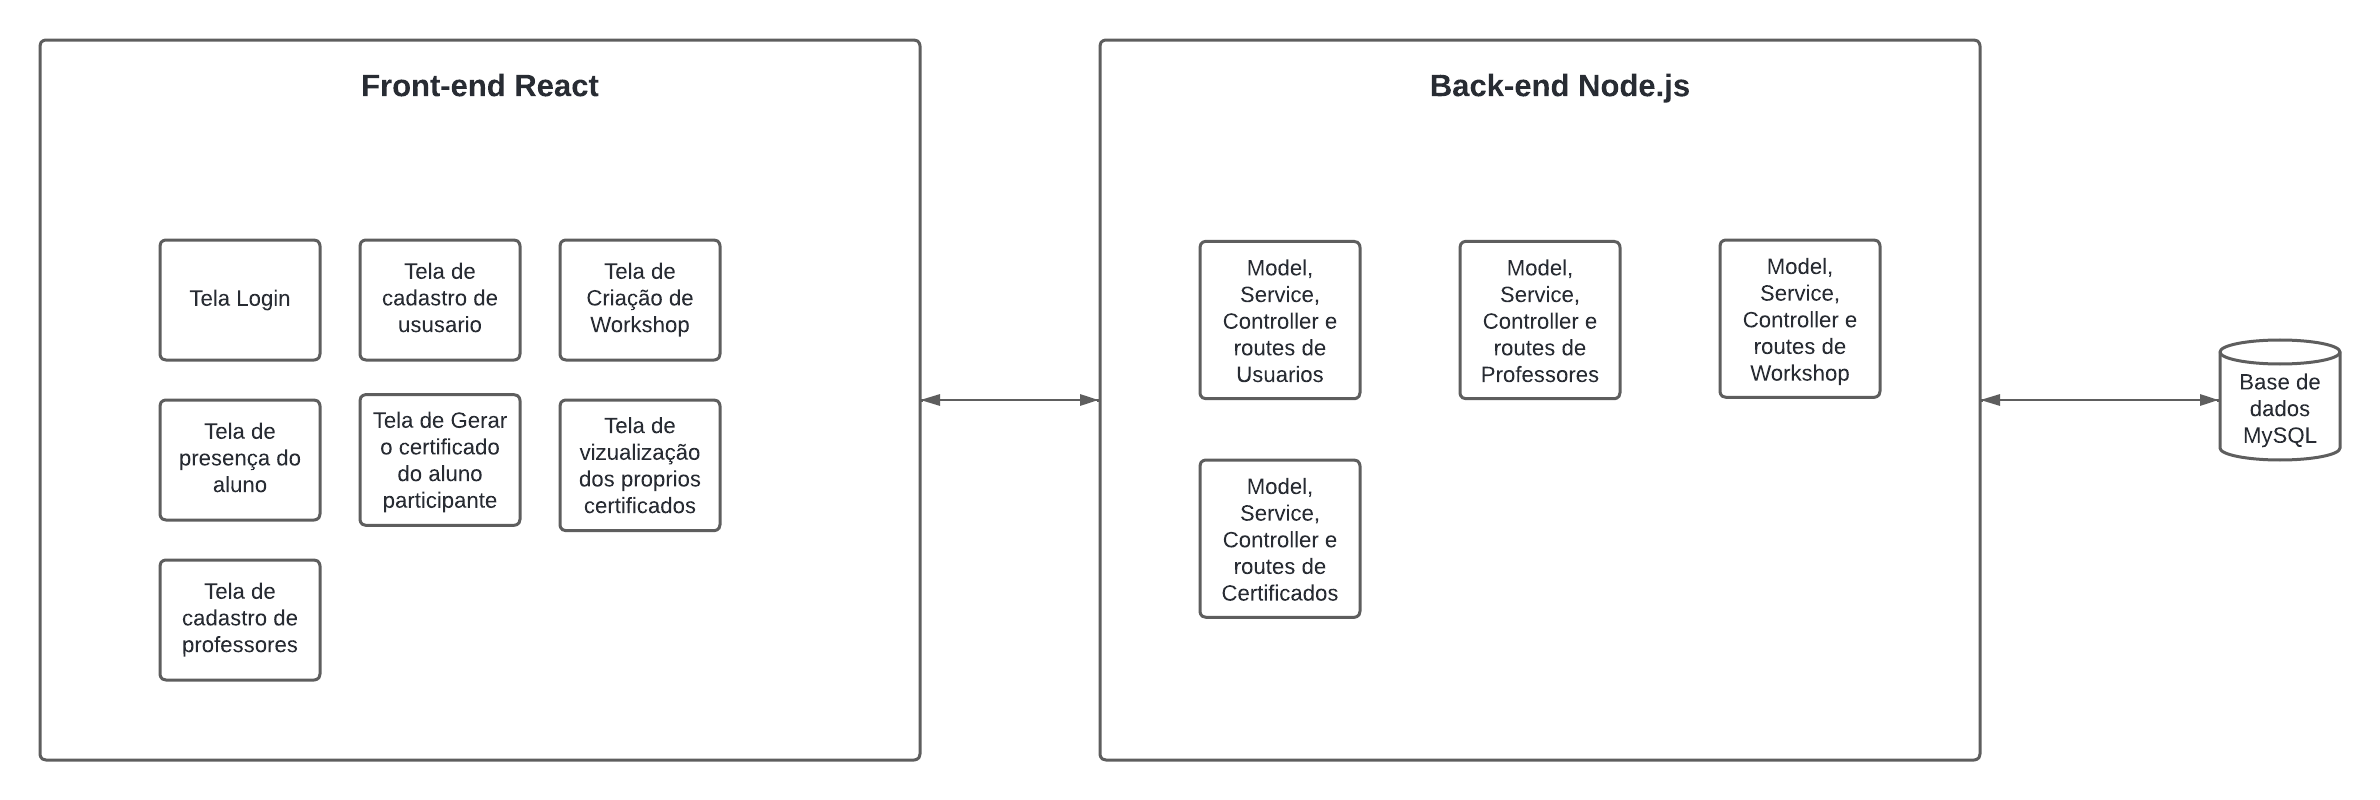 Front-end React
Tela Login
Tela de
cadastro de
ususario
Tela de
Criação de
Workshop
Tela de
presença do
aluno
Tela de Gerar
o certificado
do aluno
participante
Tela de
vizualização
dos proprios
certificados
Tela de
cadastro de
professores
Back-end Node.js
Model,
Service,
Controller e
routes de
Usuarios
Model,
Service,
Controller e
routes de
Professores
Model,
Service,
Controller e
routes de
Workshop
Model,
Service,
Controller e
routes de
Certificados
Base de
dados
MySQL